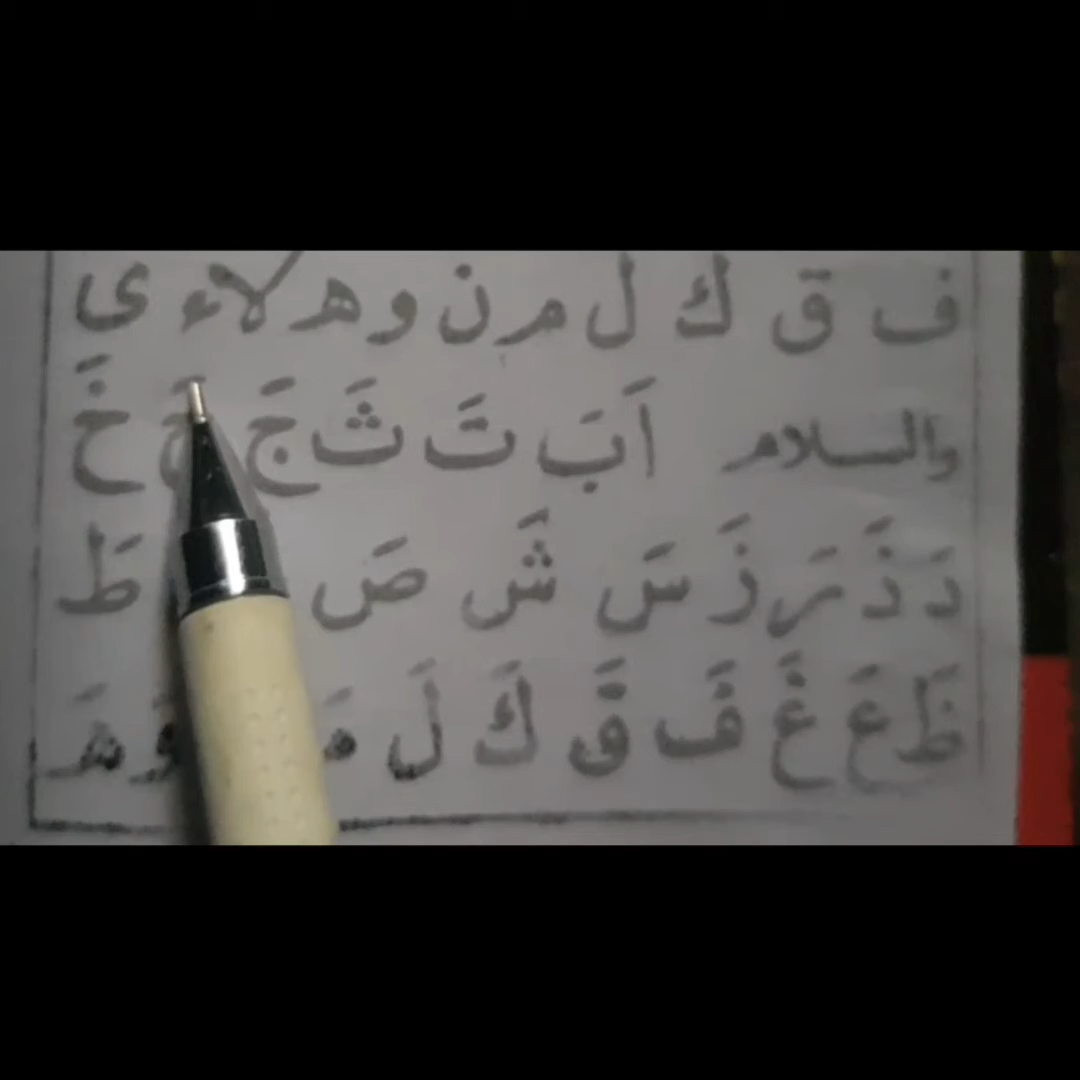 ف ق ك ل م ن و ه لا ء ي
والسلام اَ بَ تَ ثَ جَ حَ خَ
دَ ذَ رَ زَ سَ شَ صَ طَ
ظَ عَ غَ فَ قَ كَ لَ مَ وَ هَ